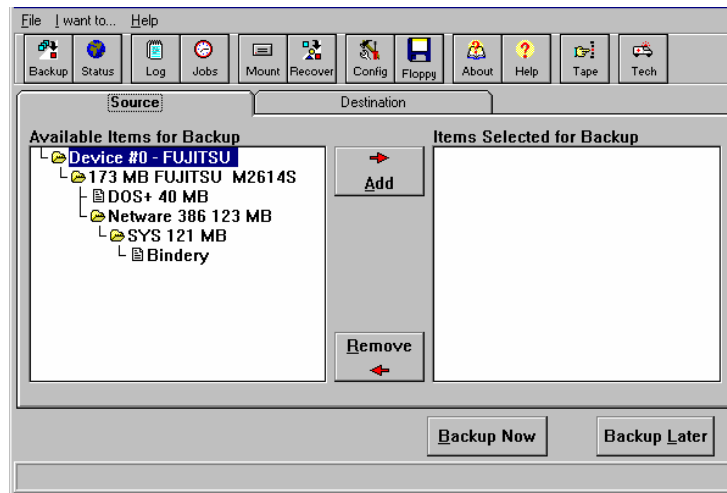 File I want to... Help
Backup Status Log Jobs Mount Recover Config Floppy About Help Tape Tech
Source Destination
Available Items for Backup
Device #0 - FUJITSU
173 MB FUJITSU M2614S
DOS+ 40 MB
Netware 386 123 MB
SYS 121 MB
Bindery
Add
Remove
Items Selected for Backup
Backup Now Backup Later